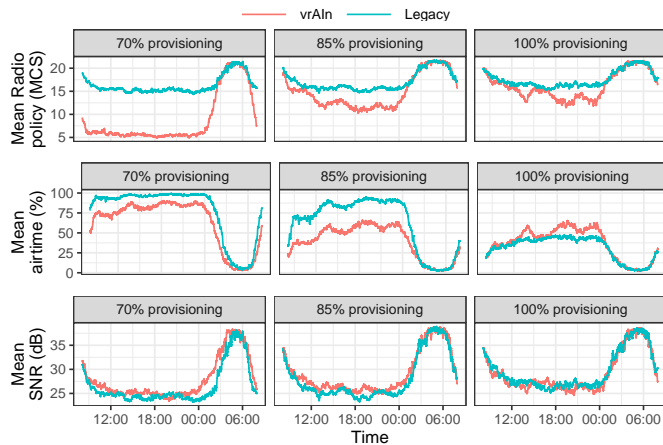 vrAIn Legacy
70% provisioning 85% provisioning 100% provisioning
Mean Radio
policy (MCS)
20
15
10
5
70% provisioning 85% provisioning 100% provisioning
Mean
airtime (%)
100
75
50
25
0
70% provisioning 85% provisioning 100% provisioning
Mean
SNR (dB)
35
30
25
12:00 18:00 00:00 06:00 12:00 18:00 00:00 06:00 12:00 18:00 00:00 06:00
Time